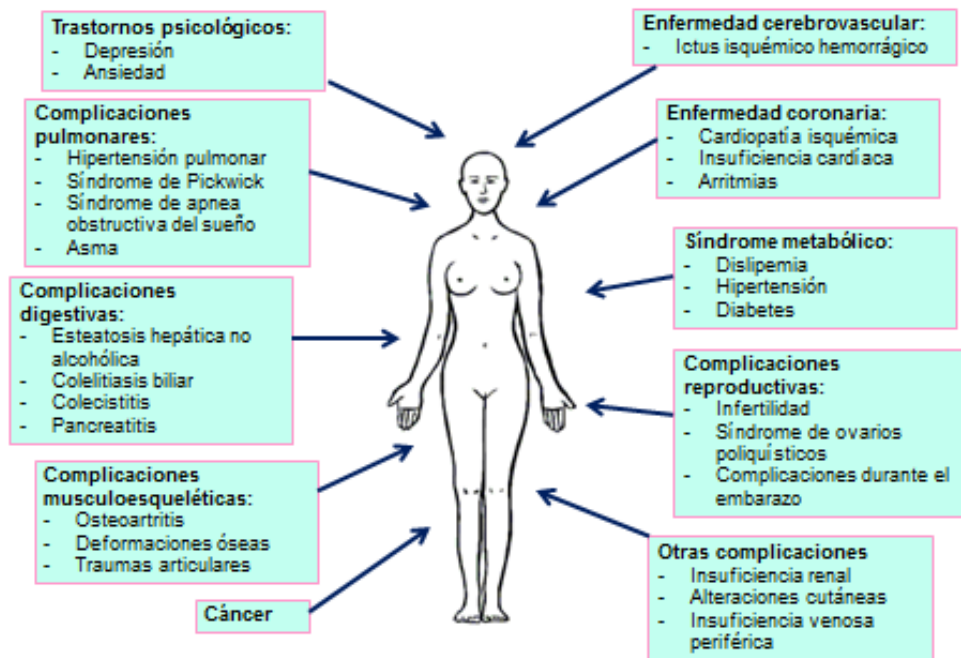 Trastornos psicológicos:
- Depresión
- Ansiedad
Complicaciones
pulmonares:
- Hipertensión pulmonar
- Síndrome de Pickwick
- Síndrome de apnea
obstructiva del sueño
- Asma
Complicaciones
digestivas:
- Esteatosis hepática no
alcohólica
- Colelitiasis biliar
- Colecistitis
- Pancreatitis
Complicaciones
musculoesqueléticas:
- Osteoartritis
- Deformaciones óseas
- Traumas articulares
Cáncer
Enfermedad cerebrovascular:
- Ictus isquémico hemorrágico
Enfermedad coronaria:
- Cardiopatía isquémica
- Insuficiencia cardíaca
- Arritmias
Síndrome metabólico:
- Dislipemia
- Hipertensión
- Diabetes
Complicaciones
reproductivas:
- Infertilidad
- Síndrome de ovarios
poliquísticos
- Complicaciones durante el
embarazo
Otras complicaciones
- Insuficiencia renal
- Alteraciones cutáneas
- Insuficiencia venosa
periférica